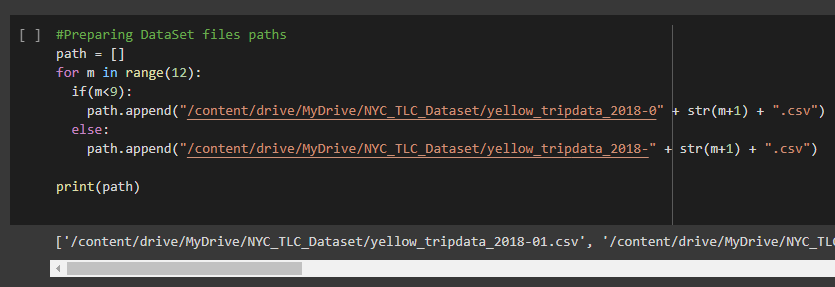 [ ] #Preparing DataSet files paths
path = []
for m in range(12):
if(m<9):
path.append("/content/drive/MyDrive/NYC_TLC_Dataset/yellow_tripdata_2018-0" + str(m+1) + ".csv")
else:
path.append("/content/drive/MyDrive/NYC_TLC_Dataset/yellow_tripdata_2018-" + str(m+1) + ".csv")
print(path)
['/content/drive/MyDrive/NYC_TLC_Dataset/yellow_tripdata_2018-01.csv', '/content/drive/MyDrive/NYC_TLC